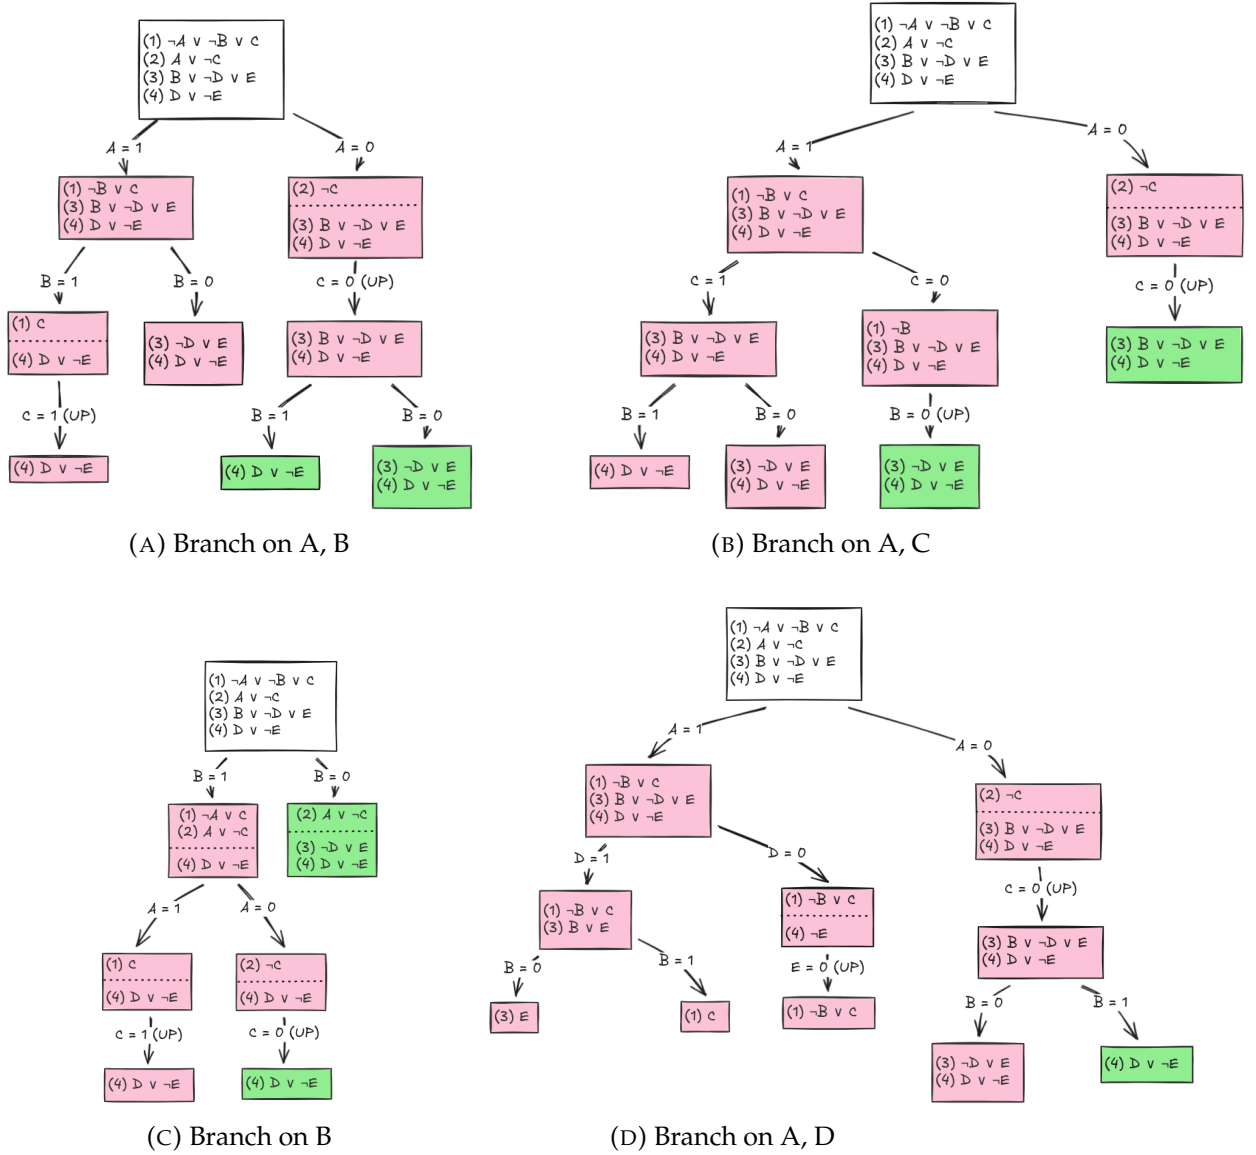 (1) ¬A ∨ ¬B ∨ C
(2) A ∨ ¬C
(3) B ∨ ¬D ∨ E
(4) D ∨ ¬E
A = 1
A = 0
(1) ¬B ∨ C
(3) B ∨ ¬D ∨ E
(4) D ∨ ¬E
(2) ¬C
(3) B ∨ ¬D ∨ E
(4) D ∨ ¬E
B = 1
B = 0
C = 0 (UP)
(1) C
(4) D ∨ ¬E
(3) ¬D ∨ E
(4) D ∨ ¬E
(3) B ∨ ¬D ∨ E
(4) D ∨ ¬E
C = 1 (UP)
B = 1
B = 0
(4) D ∨ ¬E
(4) D ∨ ¬E
(3) ¬D ∨ E
(4) D ∨ ¬E
(A) Branch on A, B
(1) ¬A ∨ ¬B ∨ C
(2) A ∨ ¬C
(3) B ∨ ¬D ∨ E
(4) D ∨ ¬E
A = 1
A = 0
(1) ¬B ∨ C
(3) B ∨ ¬D ∨ E
(4) D ∨ ¬E
(2) ¬C
(3) B ∨ ¬D ∨ E
(4) D ∨ ¬E
C = 1
C = 0
C = 0 (UP)
(3) B ∨ ¬D ∨ E
(4) D ∨ ¬E
(1) ¬B
(3) B ∨ ¬D ∨ E
(4) D ∨ ¬E
(3) B ∨ ¬D ∨ E
(4) D ∨ ¬E
B = 1
B = 0
B = 0 (UP)
(4) D ∨ ¬E
(3) ¬D ∨ E
(4) D ∨ ¬E
(3) ¬D ∨ E
(4) D ∨ ¬E
(B) Branch on A, C
(1) ¬A ∨ ¬B ∨ C
(2) A ∨ ¬C
(3) B ∨ ¬D ∨ E
(4) D ∨ ¬E
B = 1
B = 0
(1) ¬A ∨ C
(2) A ∨ ¬C
(4) D ∨ ¬E
(2) A ∨ ¬C
(3) ¬D ∨ E
(4) D ∨ ¬E
A = 1
A = 0
(1) C
(4) D ∨ ¬E
(2) ¬C
(4) D ∨ ¬E
C = 1 (UP)
C = 0 (UP)
(4) D ∨ ¬E
(4) D ∨ ¬E
(C) Branch on B
(1) ¬A ∨ ¬B ∨ C
(2) A ∨ ¬C
(3) B ∨ ¬D ∨ E
(4) D ∨ ¬E
A = 1
A = 0
(1) ¬B ∨ C
(3) B ∨ ¬D ∨ E
(4) D ∨ ¬E
(2) ¬C
(3) B ∨ ¬D ∨ E
(4) D ∨ ¬E
D = 1
D = 0
C = 0 (UP)
(1) ¬B ∨ C
(3) B ∨ E
(1) ¬B ∨ C
(4) ¬E
(3) B ∨ ¬D ∨ E
(4) D ∨ ¬E
B = 0
B = 1
E = 0 (UP)
B = 0
B = 1
(3) E
(1) C
(1) ¬B ∨ C
(3) ¬D ∨ E
(4) D ∨ ¬E
(4) D ∨ ¬E
(D) Branch on A, D